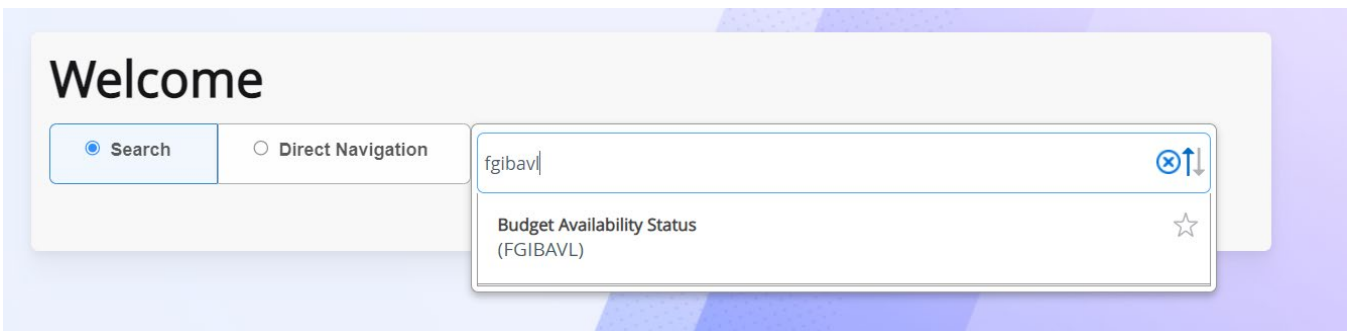 Welcome
Search
Direct Navigation
fgibavl
Budget Availability Status
(FGIBAVL)